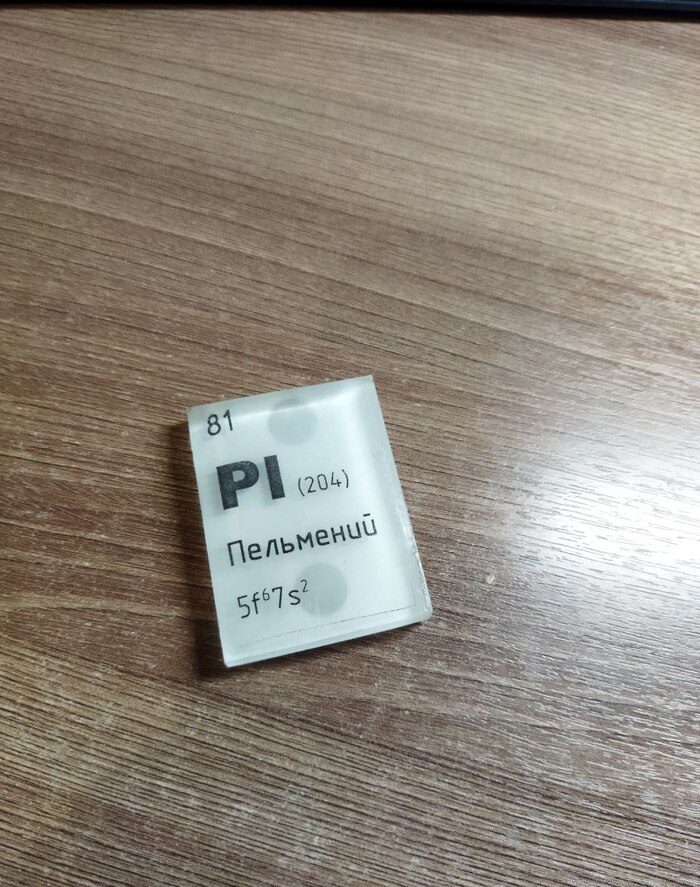 81
Pl (204)
Пельмений
5f⁶7s²